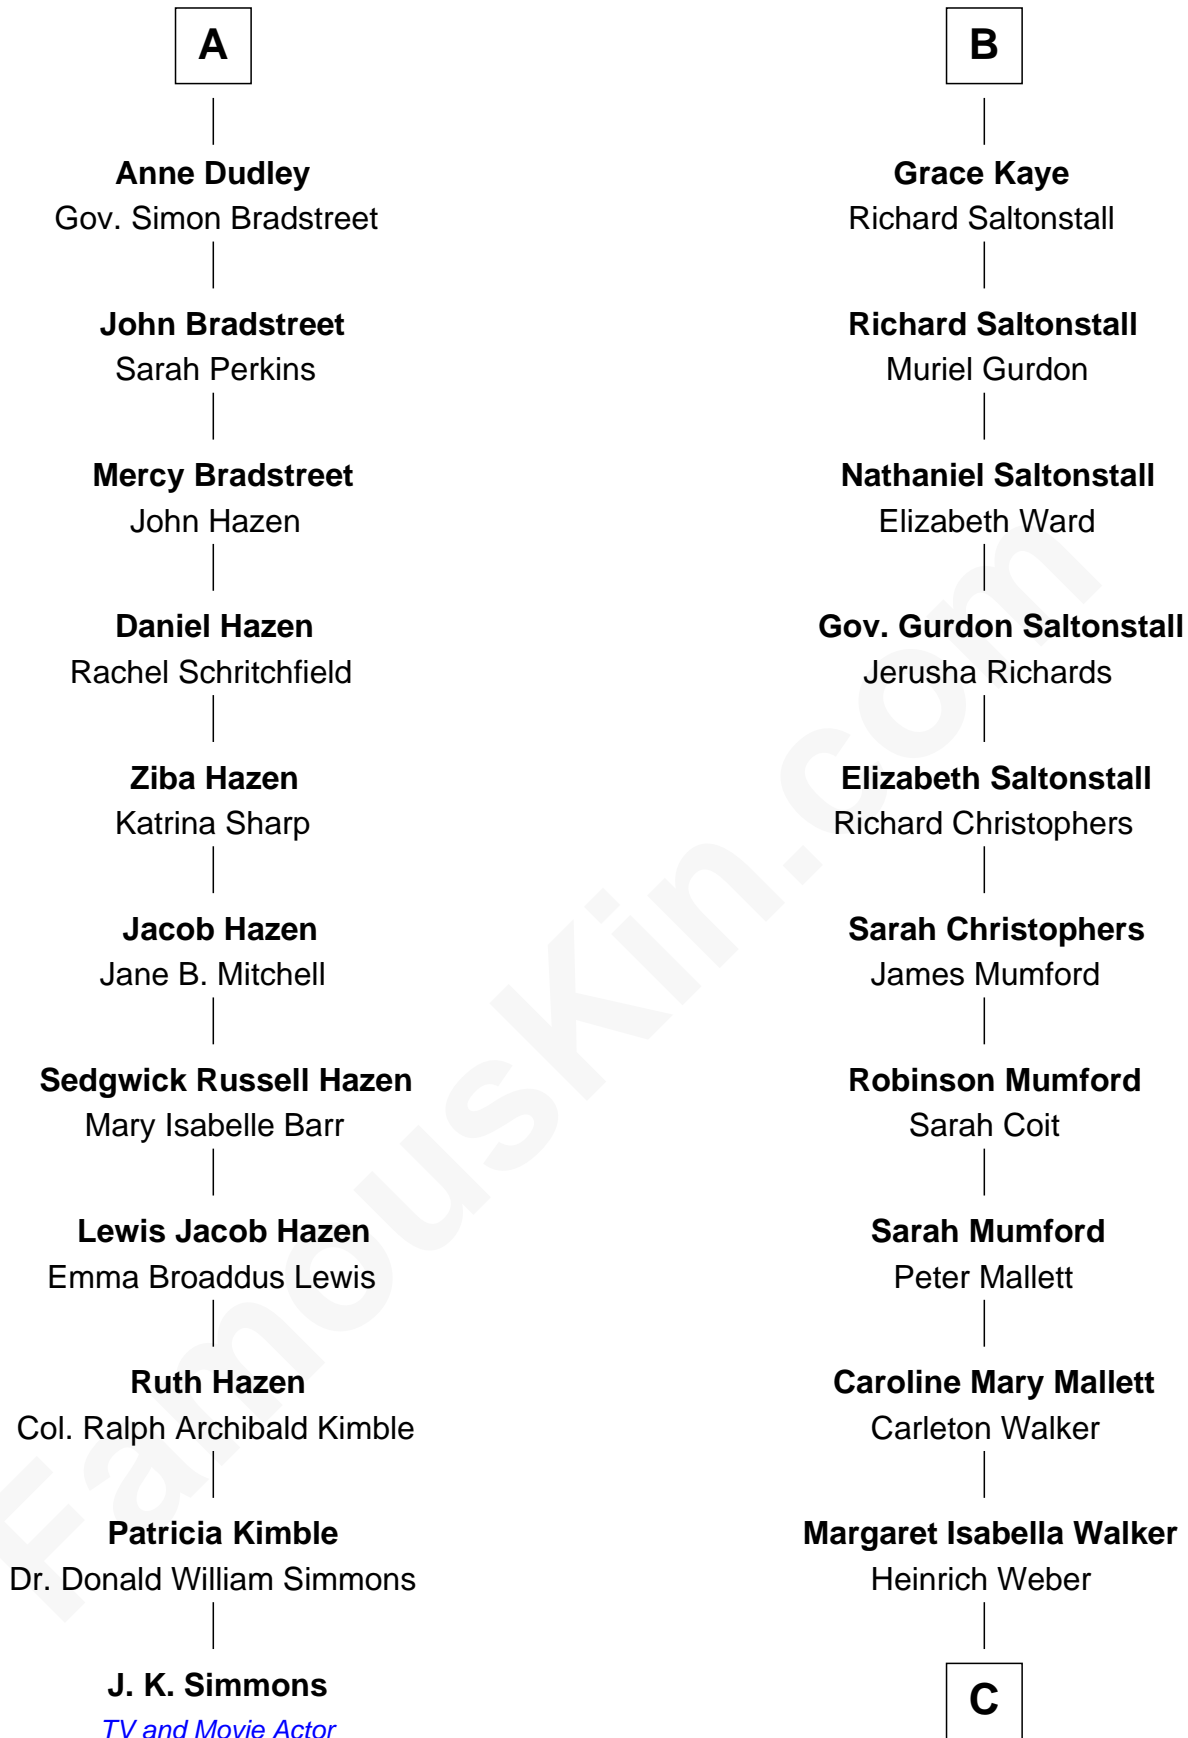 A
Anne Dudley
Gov. Simon Bradstreet
John Bradstreet
Sarah Perkins
Mercy Bradstreet
John Hazen
Daniel Hazen
Rachel Schritchfield
Ziba Hazen
Katrina Sharp
Jacob Hazen
Jane B. Mitchell
Sedgwick Russell Hazen
Mary Isabelle Barr
Lewis Jacob Hazen
Emma Broaddus Lewis
Ruth Hazen
Col. Ralph Archibald Kimble
Patricia Kimble
Dr. Donald William Simmons
J. K. Simmons
TV and Movie Actor
B
Grace Kaye
Richard Saltonstall
Richard Saltonstall
Muriel Gurdon
Nathaniel Saltonstall
Elizabeth Ward
Gov. Gurdon Saltonstall
Jerusha Richards
Elizabeth Saltonstall
Richard Christophers
Sarah Christophers
James Mumford
Robinson Mumford
Sarah Coit
Sarah Mumford
Peter Mallett
Caroline Mary Mallett
Carleton Walker
Margaret Isabella Walker
Heinrich Weber
C
FamousKin.com